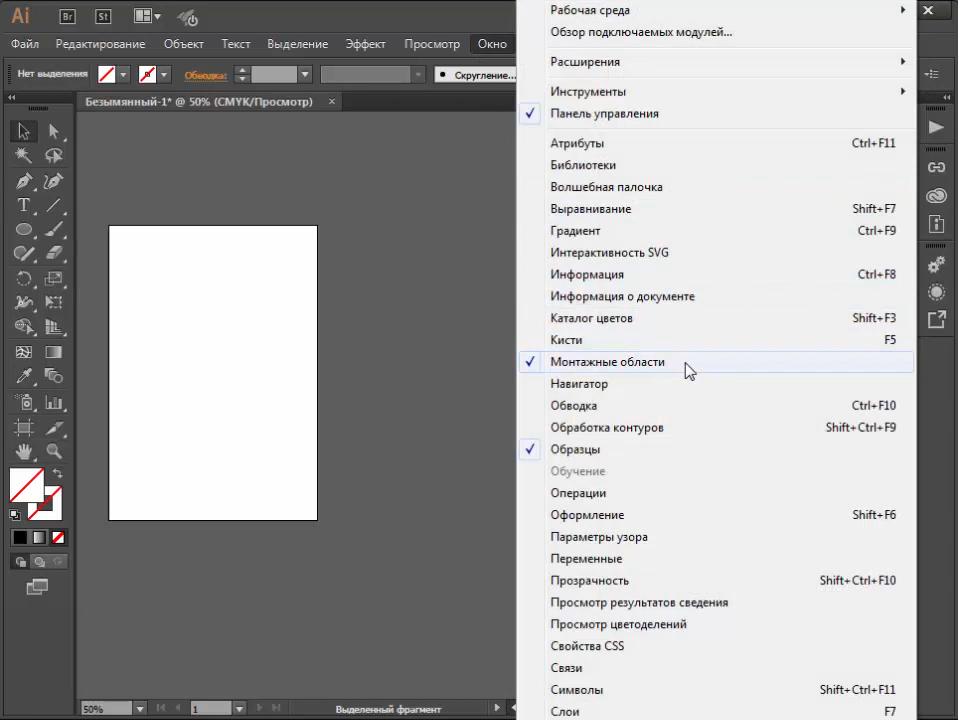 Ai Br St
Файл Редактирование Объект Текст Выделение Эффект Просмотр Окно
Нет выделения Обводка: Скругление...
Безымянный-1* @ 50% (CMYK/Просмотр) ×
Рабочая среда
Обзор подключаемых модулей...
Расширения
Инструменты
Панель управления
Атрибуты Ctrl+F11
Библиотеки
Волшебная палочка
Выравнивание Shift+F7
Градиент Ctrl+F9
Интерактивность SVG
Информация Ctrl+F8
Информация о документе
Каталог цветов Shift+F3
Кисти F5
Монтажные области
Навигатор
Обводка Ctrl+F10
Обработка контуров Shift+Ctrl+F9
Образцы
Обучение
Операции
Оформление Shift+F6
Параметры узора
Переменные
Прозрачность Shift+Ctrl+F10
Просмотр результатов сведения
Просмотр цветоделений
Свойства CSS
Связи
Символы Shift+Ctrl+F11
Слои F7
50% 1 Выделенный фрагмент